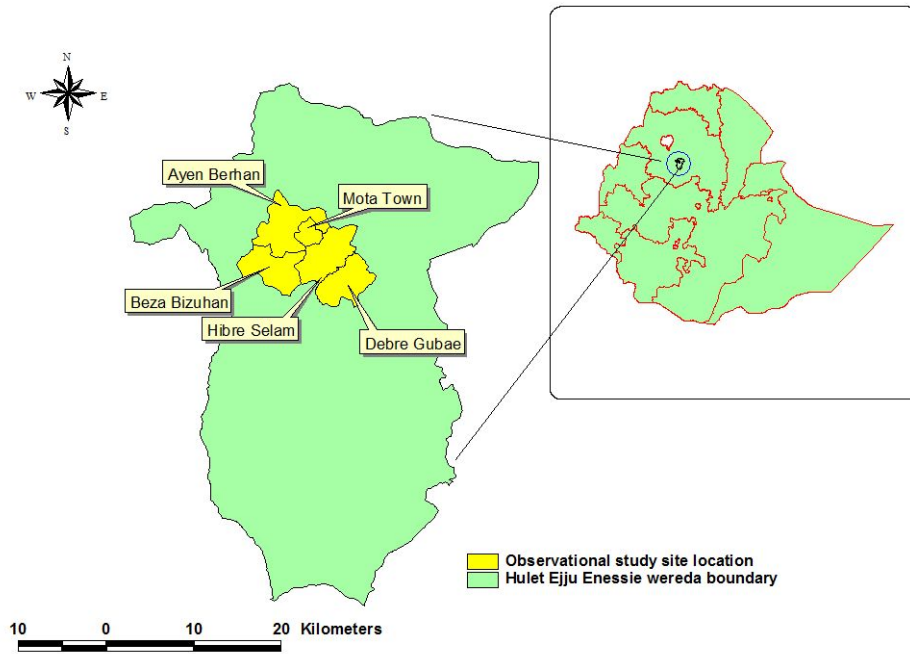 N
W E
S
Ayen Berhan
Mota Town
Beza Bizuhan
Hibre Selam
Debre Gubae
Observational study site location
Hulet Ejju Enessie wereda boundary
10 0 10 20 Kilometers